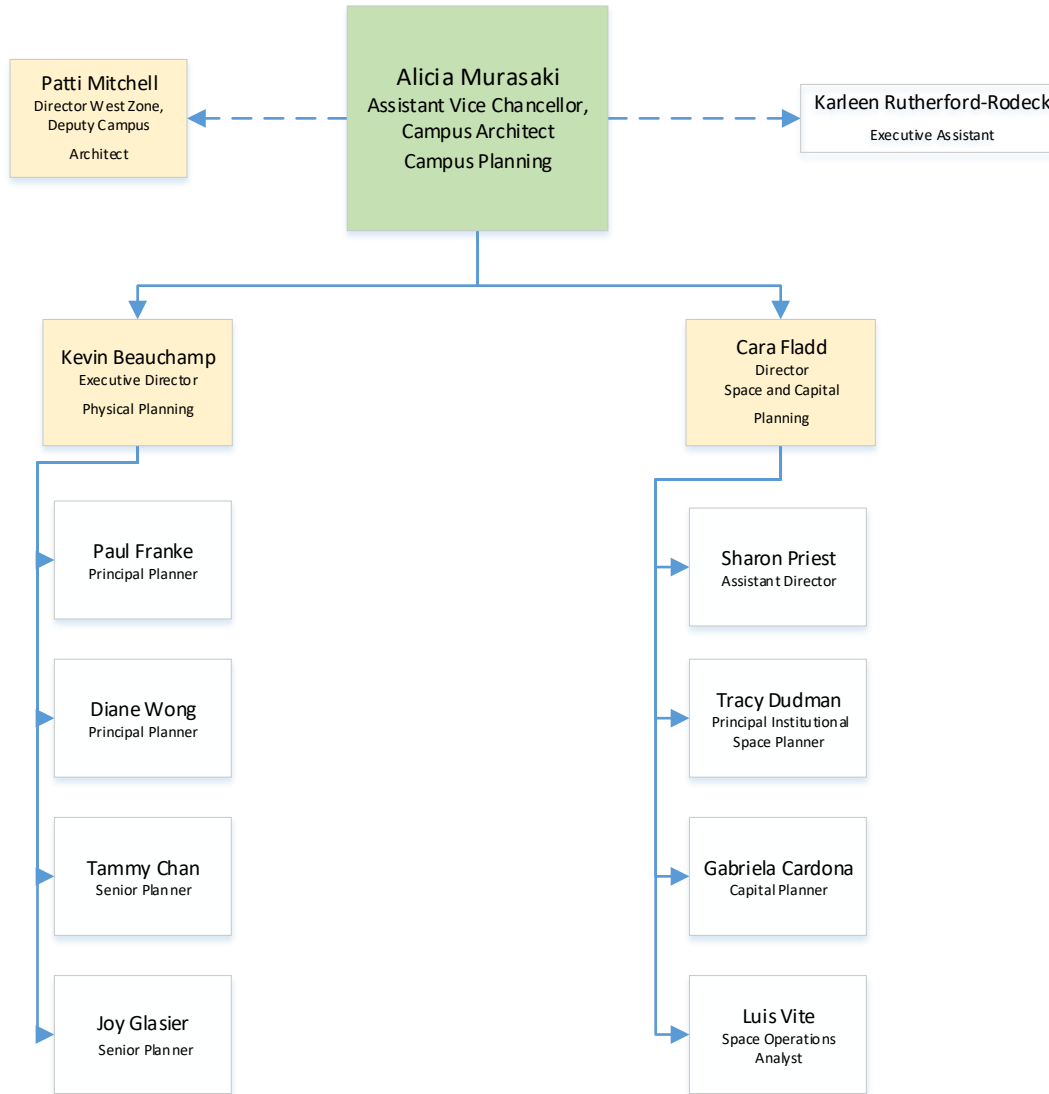 Patti Mitchell
Director West Zone,
Deputy Campus
Architect
Alicia Murasaki
Assistant Vice Chancellor,
Campus Architect
Campus Planning
Karleen Rutherford-Rodeck
Executive Assistant
Kevin Beauchamp
Executive Director
Physical Planning
Cara Fladd
Director
Space and Capital
Planning
Paul Franke
Principal Planner
Diane Wong
Principal Planner
Tammy Chan
Senior Planner
Joy Glasier
Senior Planner
Sharon Priest
Assistant Director
Tracy Dudman
Principal Institutional
Space Planner
Gabriela Cardona
Capital Planner
Luis Vite
Space Operations
Analyst